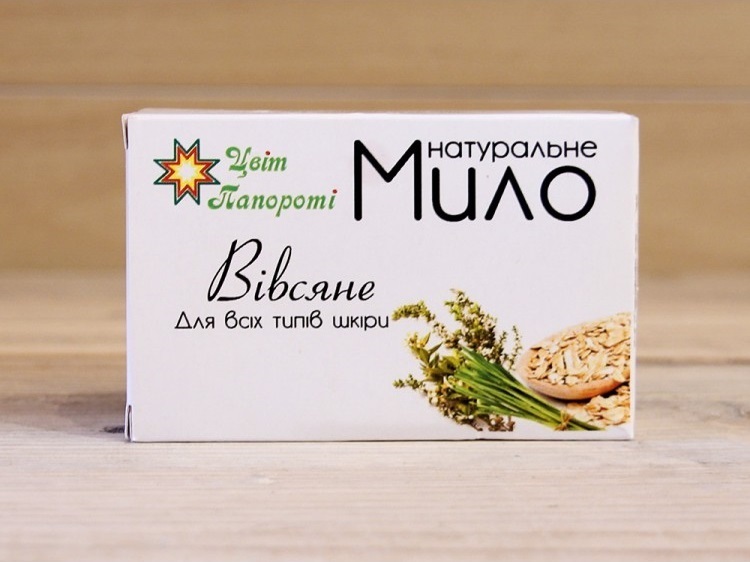 Цвіт
Папороті
натуральне
Мило
Вівсяне
Для всіх типів шкіри